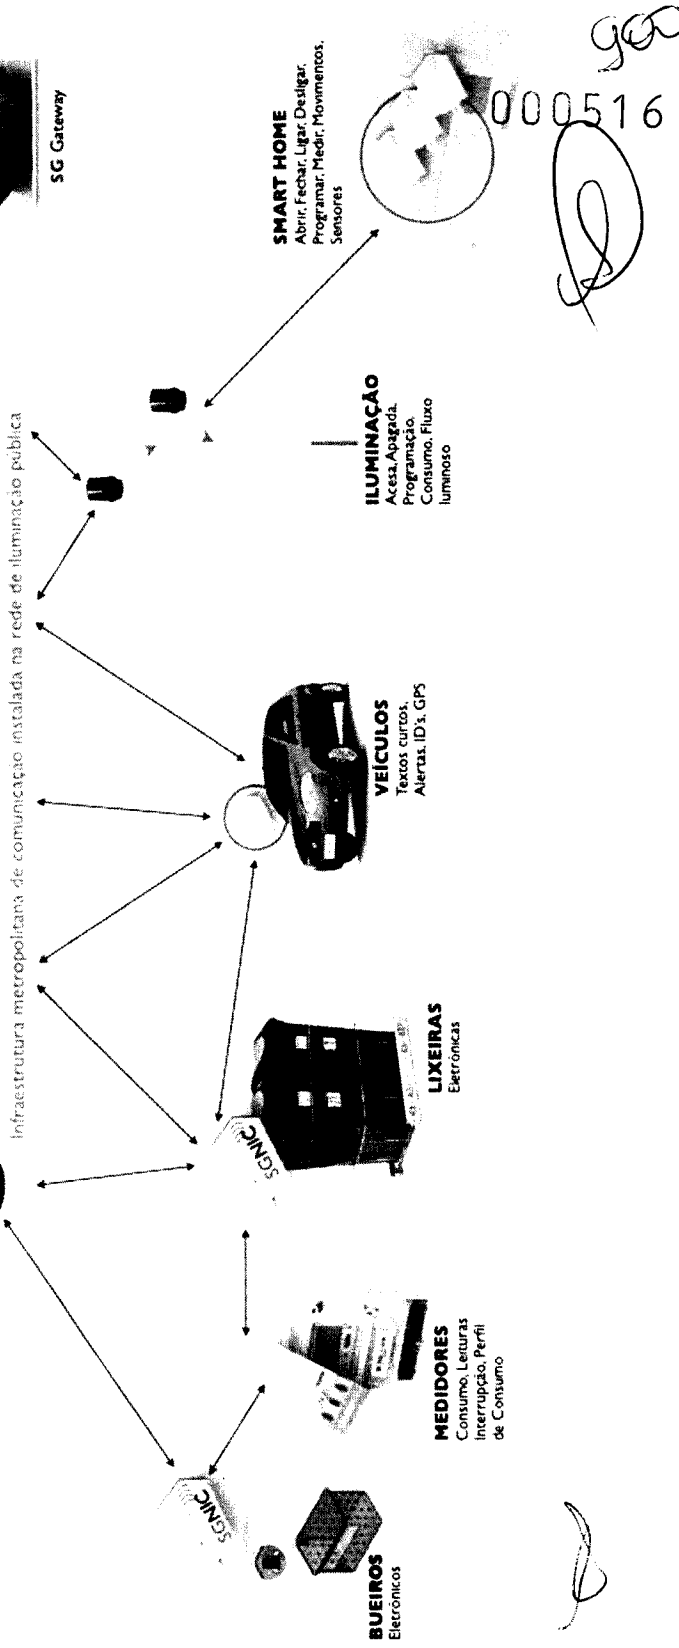 SG Gateway
Infraestrutura metropolitana de comunicação instalada na rede de iluminação pública
SGNIC
BUEIROS
Eletrônicos
MEDIDORES
Consumo, Leituras
Interrupção, Perfil
de Consumo
SGNIC
LIXEIRAS
Eletrônicas
VEÍCULOS
Textos curtos,
Alertas, ID's, GPS
ILUMINAÇÃO
Acesa, Apagada,
Programação,
Consumo, Fluxo
luminoso
SMART HOME
Abrir, Fechar, Ligar, Desligar,
Programar, Medir, Movimentos,
Sensores
000516